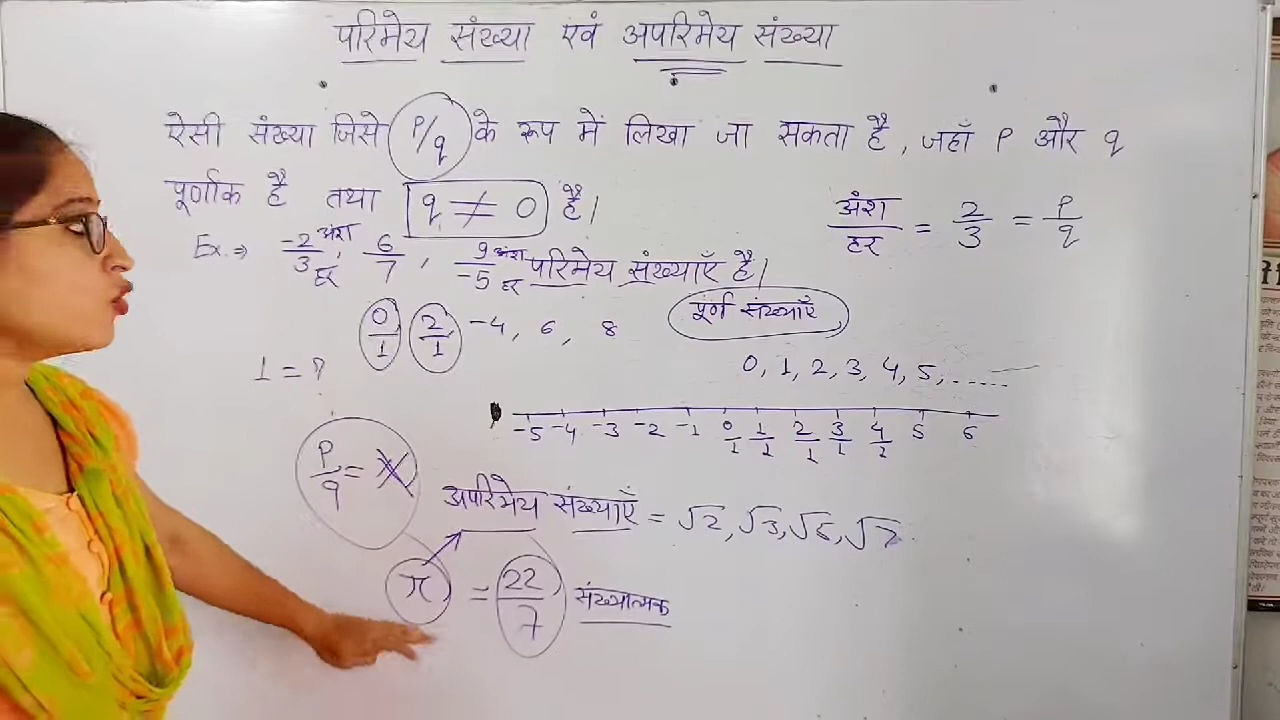 परिमेय संख्या एवं अपरिमेय संख्या
ऐसी संख्या जिसे P/q के रूप में लिखा जा सकता है, जहाँ P और q
पूर्णाक है तथा q ≠ 0 है।
अंश/हर = 2/3 = P/q
Ex.⇒ -2/3 अंश हर, 6/7, 9/-5 अंश हर परिमेय संख्याएँ है।
0/1 2/1, -4, 6, 8
पूर्ण संख्याएँ
1 = ?
0, 1, 2, 3, 4, 5, ......
-5 -4 -3 -2 -1 0/1 1/1 2/1 3/1 4/1 5 6
P/q = X
अपरिमेय संख्याएँ = √2, √3, √5, √7
π = 22/7 संख्यात्मक